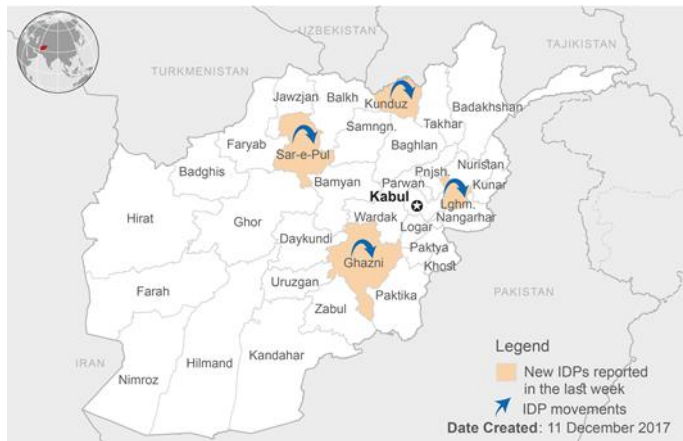 UZBEKISTAN
TAJIKISTAN
TURKMENISTAN
Jawzjan
Balkh
Kunduz
Badakhshan
Samngn.
Takhar
Faryab
Sar-e-Pul
Baghlan
Badghis
Pnjsh.
Nuristan
Bamyan
Parwan
Kunar
Kabul
Lghm.
Hirat
Ghor
Wardak
Nangarhar
Logar
Daykundi
Paktya
Ghazni
Khost
Uruzgan
Farah
Paktika
PAKISTAN
Zabul
IRAN
Hilmand
Kandahar
Nimroz
Legend
New IDPs reported
in the last week
IDP movements
Date Created: 11 December 2017